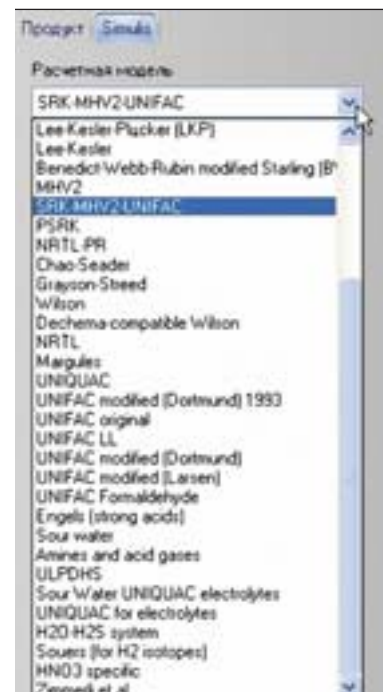 Продукт Simulis
Расчетная модель
SRK-MHV2-UNIFAC
Lee-Kesler-Plµcker (LKP)
Lee-Kesler
Benedict-Webb-Rubin modified Starling (B
MHV2
SRK-MHV2-UNIFAC
PSRK
NRTL-PR
Chao-Seader
Grayson-Streed
Wilson
Dechema-compatible Wilson
NRTL
Margules
UNIQUAC
UNIFAC modified (Dortmund) 1993
UNIFAC original
UNIFAC LL
UNIFAC modified (Dortmund)
UNIFAC modified (Larsen)
UNIFAC Formaldehyde
Engels (strong acids)
Sour water
Amines and acid gases
ULPDHS
Sour Water UNIQUAC electrolytes
UNIQUAC for electrolytes
H2O-H2S system
Souers (for H2 isotopes)
HNO3 specific
et al